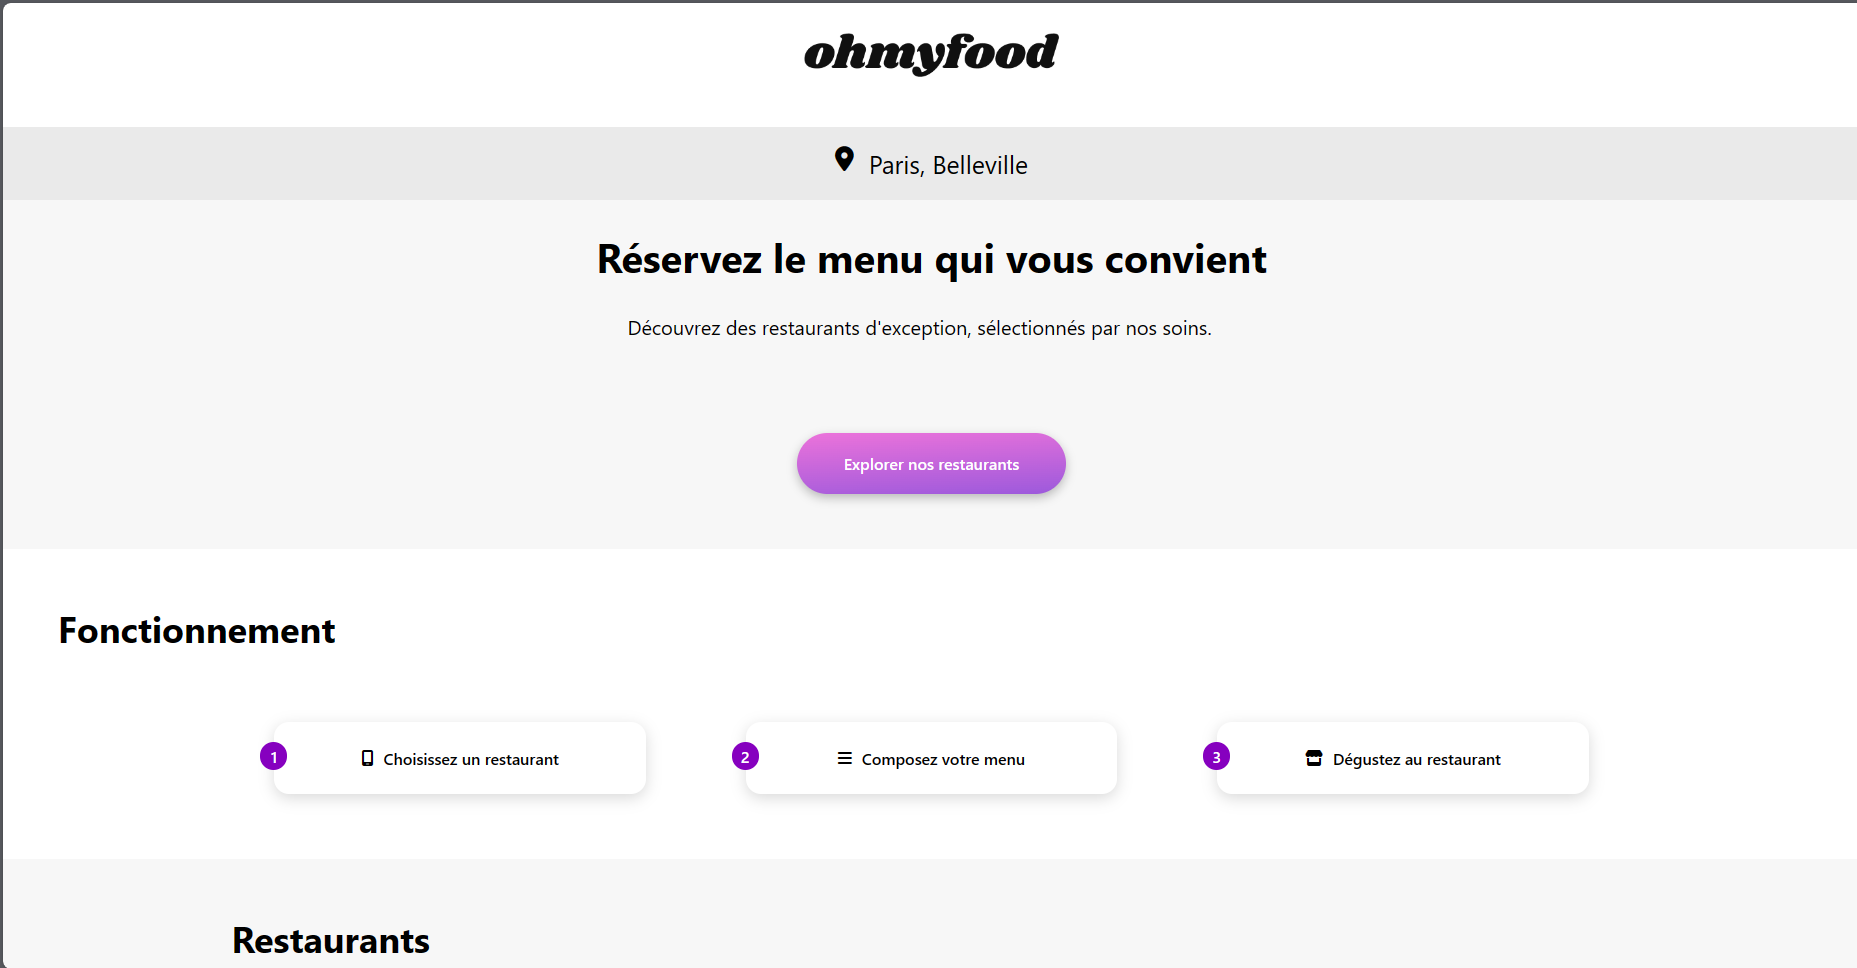 ohmyfood
Paris, Belleville
Réservez le menu qui vous convient
Découvrez des restaurants d'exception, sélectionnés par nos soins.
Explorer nos restaurants
Fonctionnement
1 Choisissez un restaurant
2 Composez votre menu
3 Dégustez au restaurant
Restaurants